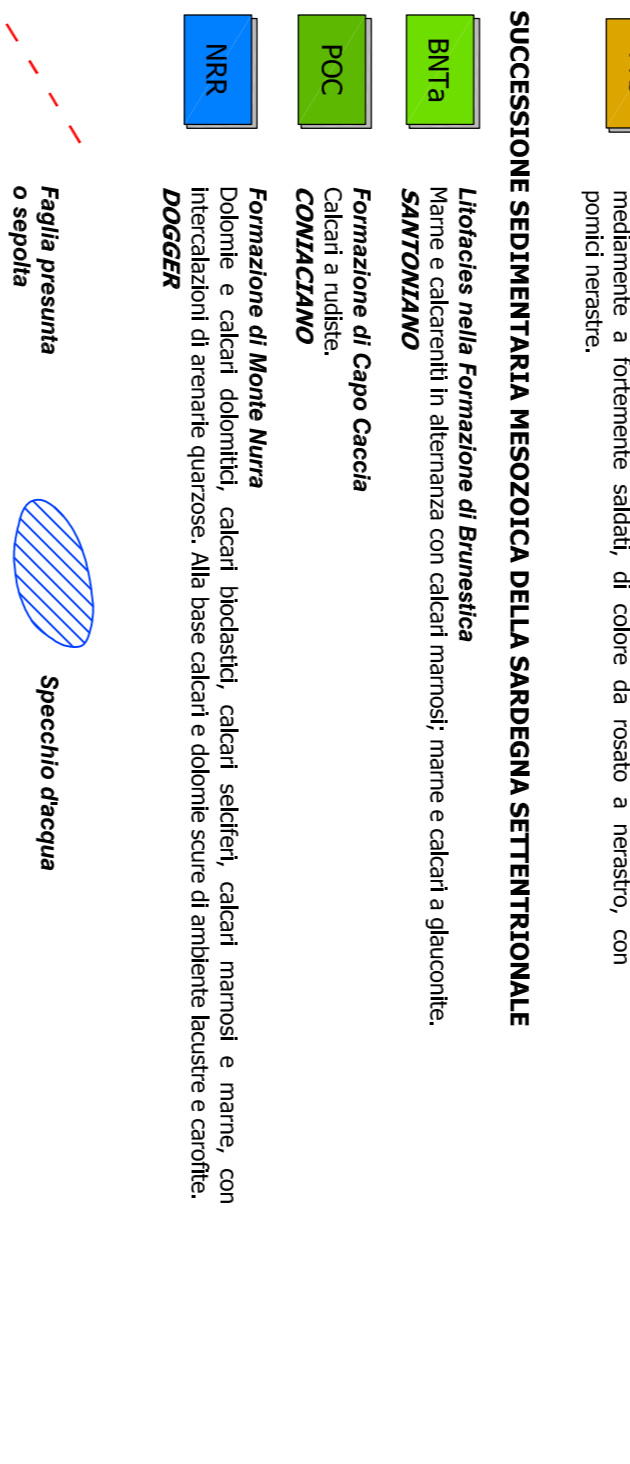 mediamente a fortemente saldati, di colore da rosato a nerastro, con
pomici nerastre.
SUCCESSIONE SEDIMENTARIA MESOZOICA DELLA SARDEGNA SETTENTRIONALE
BNTa
Litofacies nella Formazione di Brunestica
Marne e calcareniti in alternanza con calcari marnosi; marne e calcari a glauconite.
SANTONIANO
POC
Formazione di Capo Caccia
Calcari a rudiste.
CONIACIANO
NRR
Formazione di Monte Nurra
Dolomie e calcari dolomitici, calcari bioclastici, calcari selciferi, calcari marnosi e marne, con
intercalazioni di arenarie quarzose. Alla base calcari e dolomie scure di ambiente lacustre e carofite.
DOGGER
Faglia presunta
o sepolta
Specchio d'acqua